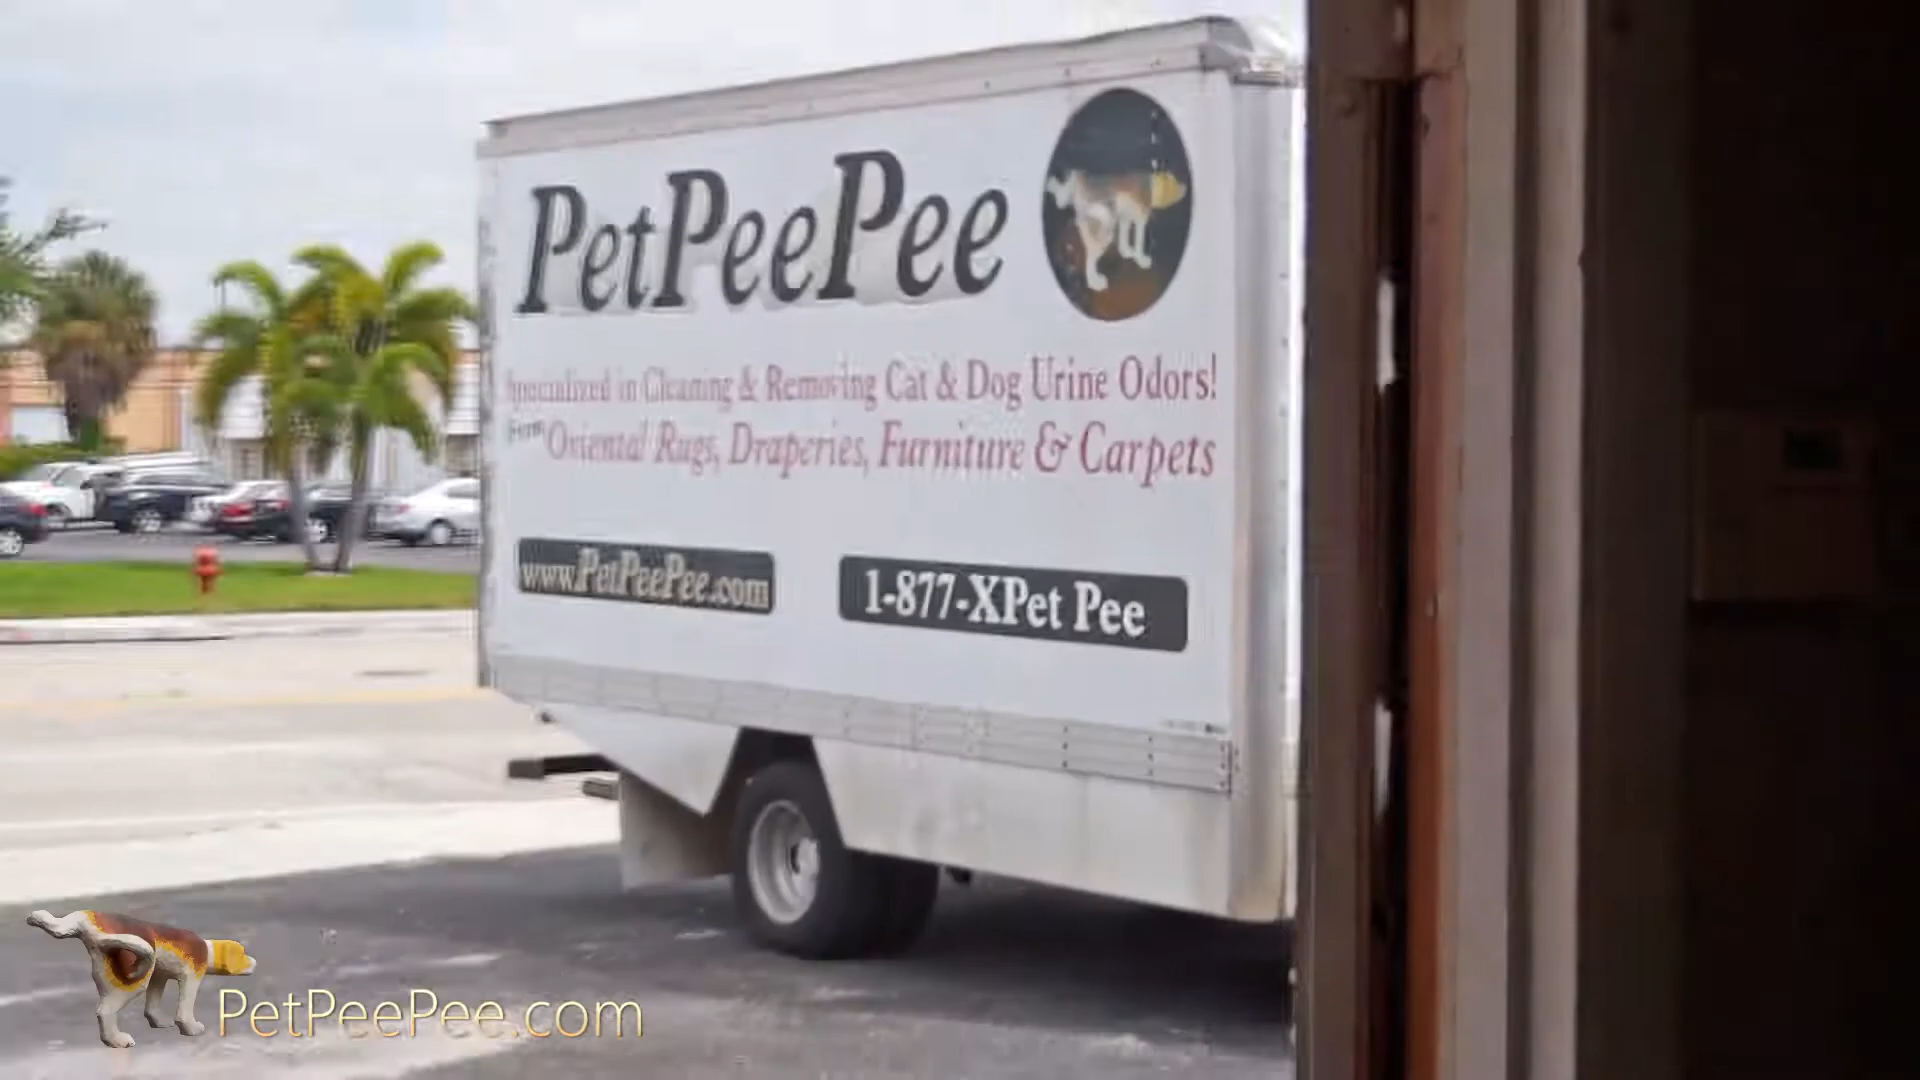 PetPeePee
Specialized in Cleaning & Removing Cat & Dog Urine Odors!
From Oriental Rugs, Draperies, Furniture & Carpets
www.PetPeePee.com
1-877-XPet Pee
PetPeePee.com